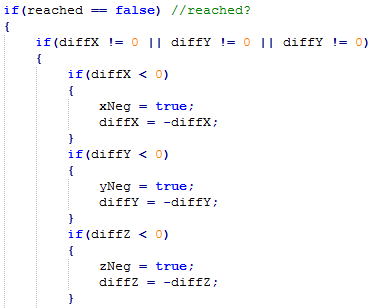 if(reached == false) //reached?
{
if(diffX != 0 || diffY != 0 || diffY != 0)
{
if(diffX < 0)
{
xNeg = true;
diffX = -diffX;
}
if(diffY < 0)
{
yNeg = true;
diffY = -diffY;
}
if(diffZ < 0)
{
zNeg = true;
diffZ = -diffZ;
}